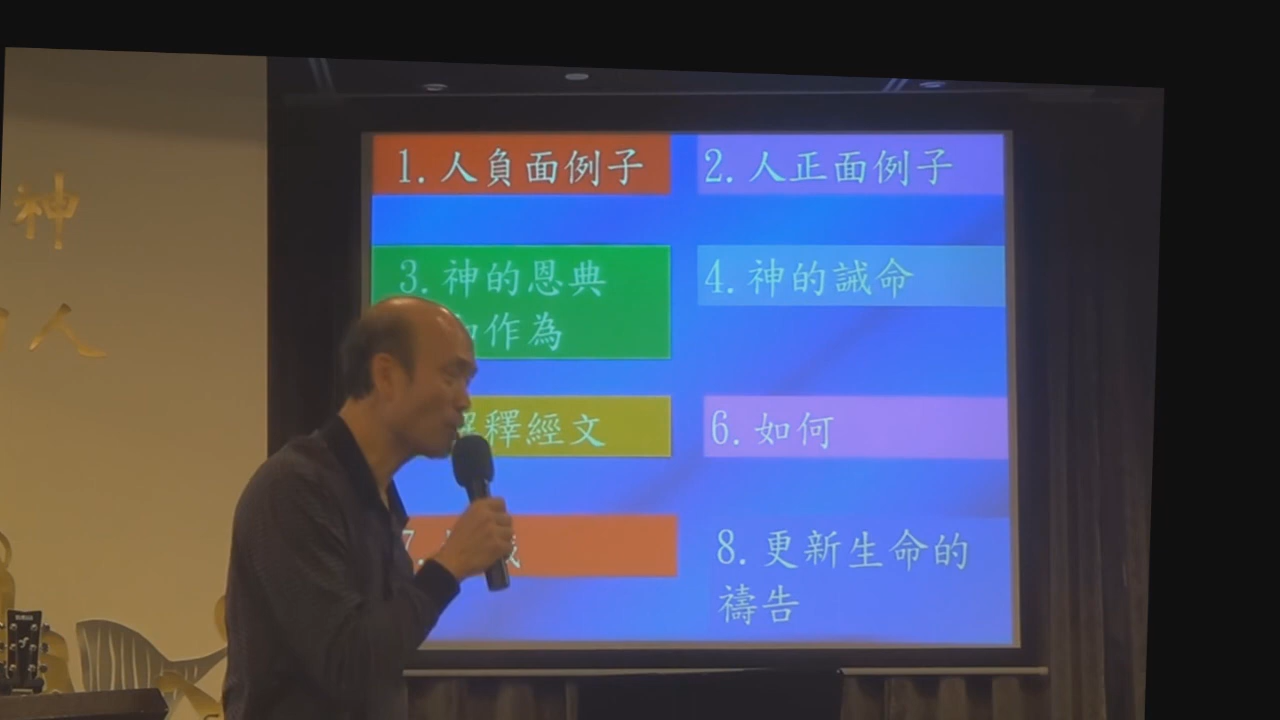 神
人
1. 人負面例子
2. 人正面例子
3. 神的恩典
作為
4. 神的誡命
釋經文
6. 如何
7.
8. 更新生命的
禱告